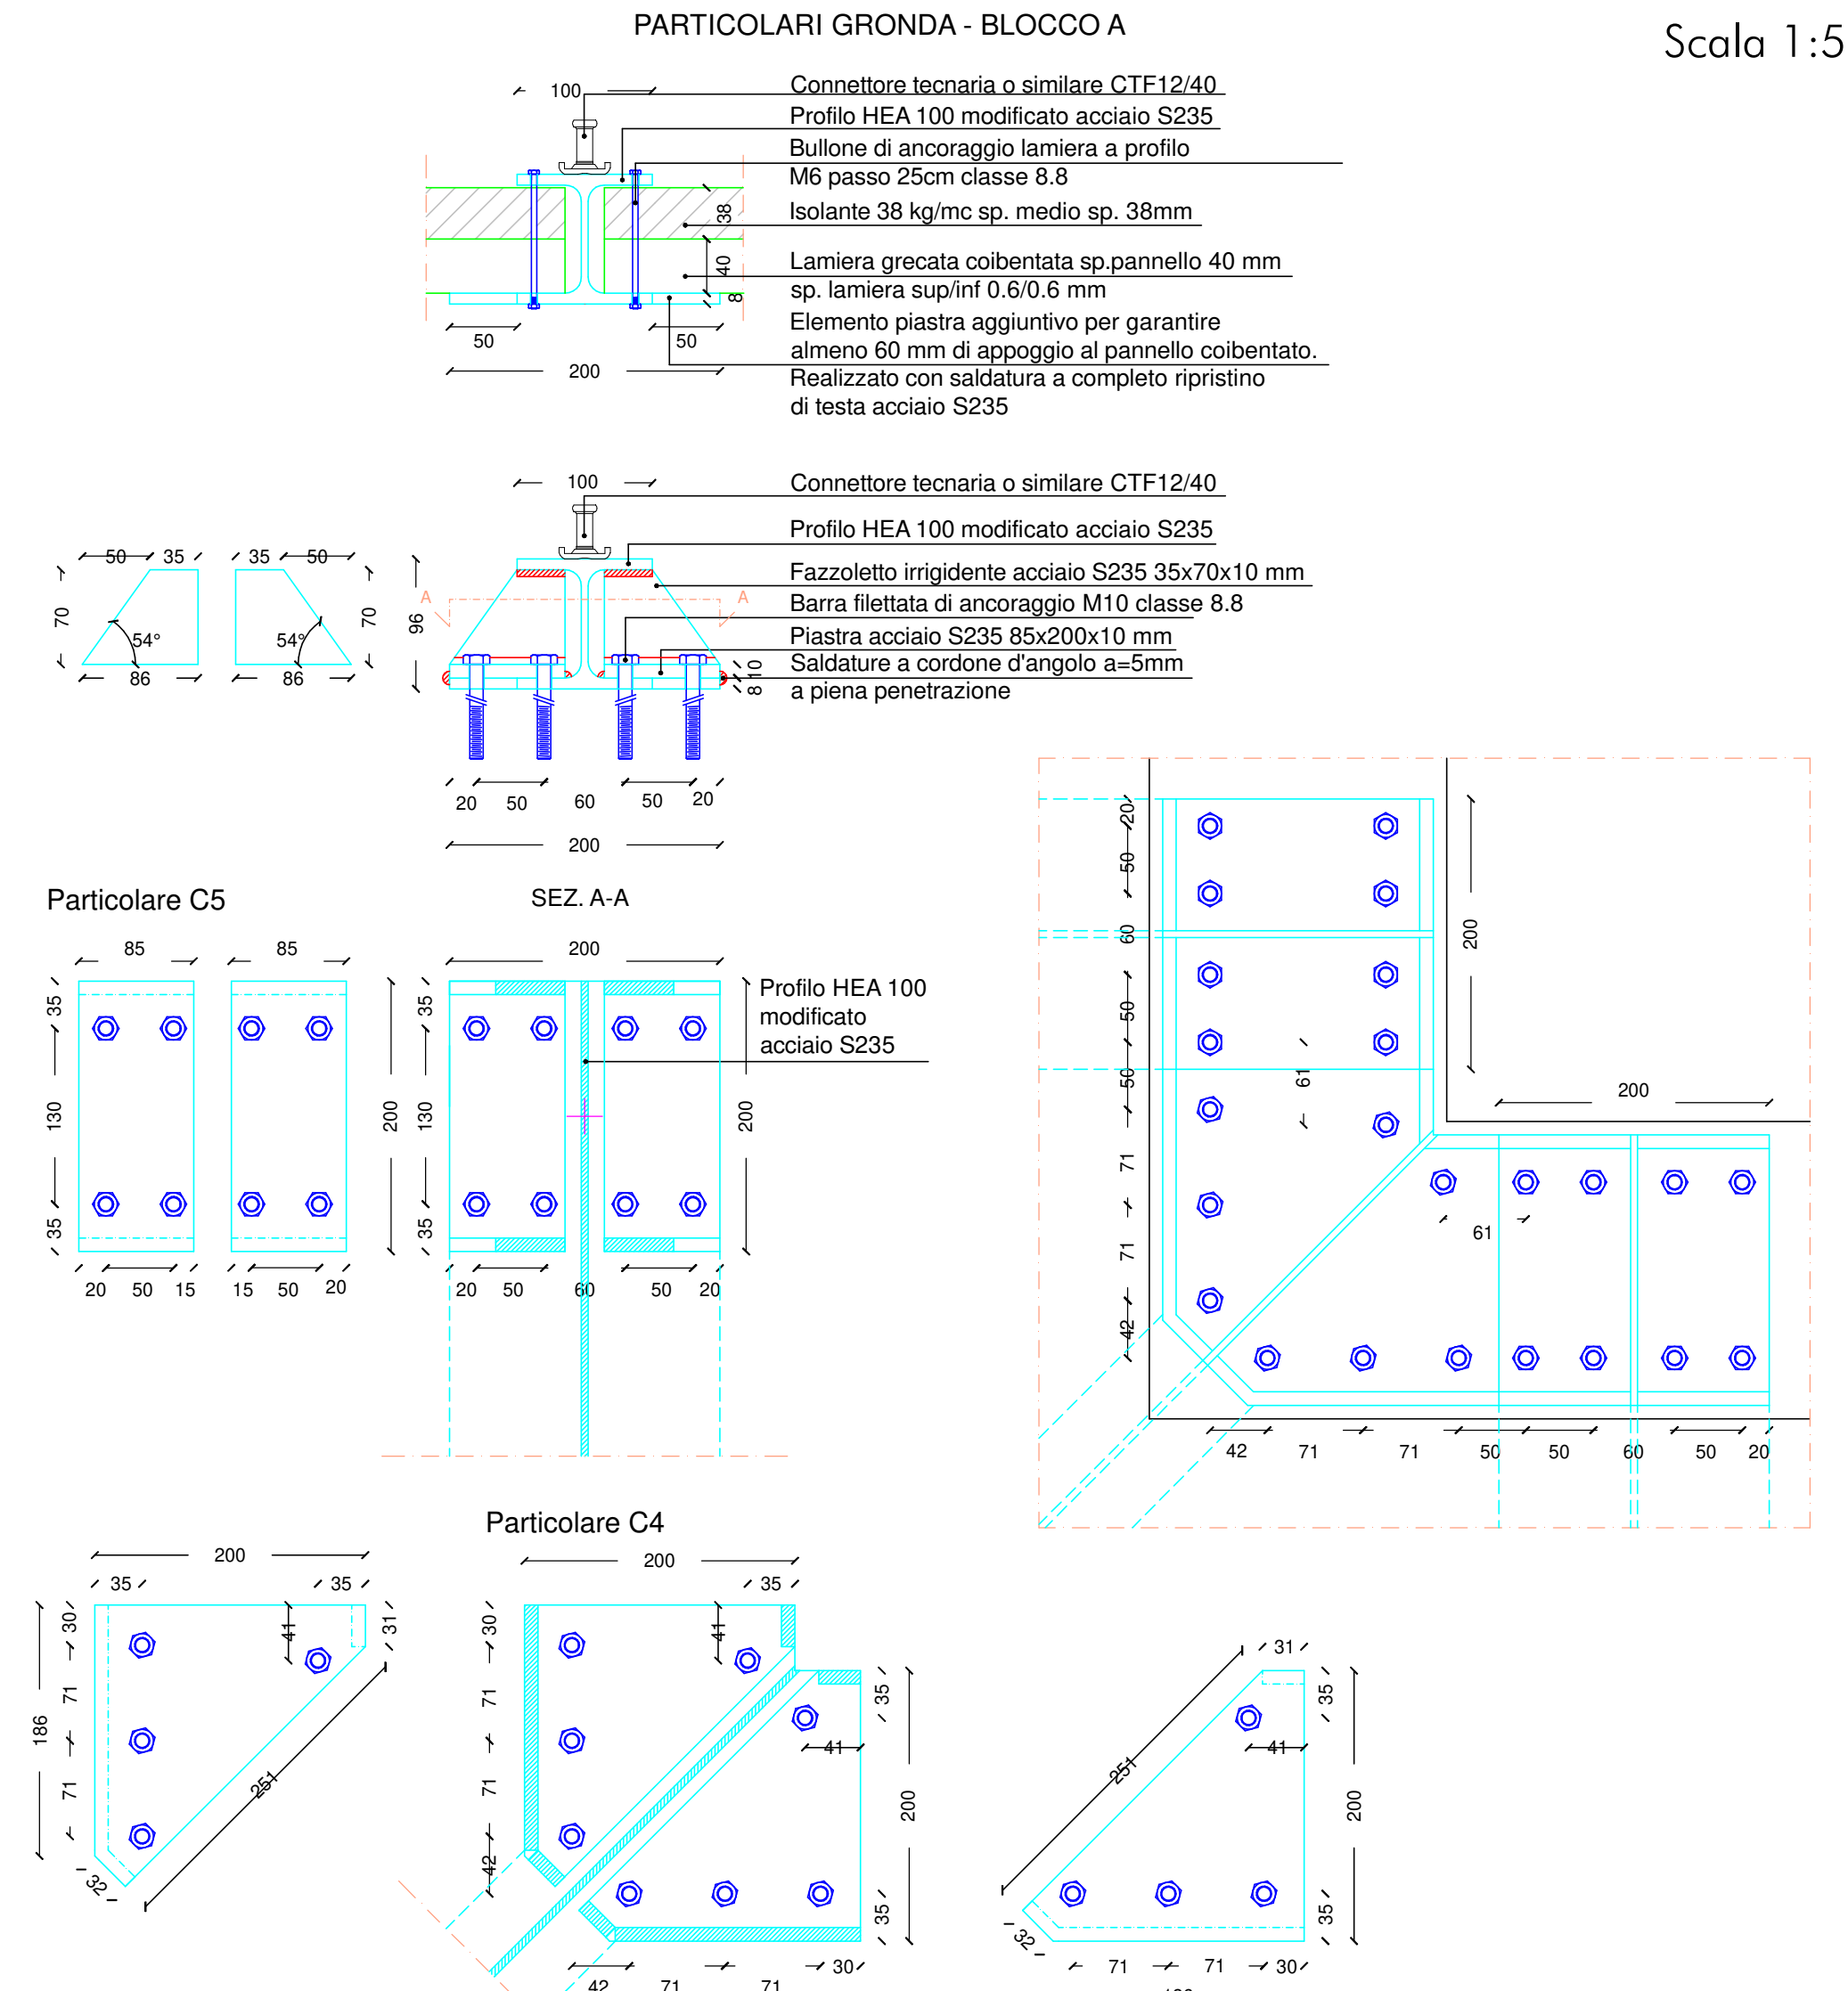 PARTICOLARI GRONDA - BLOCCO A
Scala 1:5
100
Connettore tecnaria o similare CTF12/40
Profilo HEA 100 modificato acciaio S235
Bullone di ancoraggio lamiera a profilo
M6 passo 25cm classe 8.8
Isolante 38 kg/mc sp. medio sp. 38mm
38
Lamiera grecata coibentata sp.pannello 40 mm
sp. lamiera sup/inf 0.6/0.6 mm
40
8
Elemento piastra aggiuntivo per garantire
almeno 60 mm di appoggio al pannello coibentato.
Realizzato con saldatura a completo ripristino
di testa acciaio S235
50 50
200
100
Connettore tecnaria o similare CTF12/40
Profilo HEA 100 modificato acciaio S235
Fazzoletto irrigidente acciaio S235 35x70x10 mm
Barra filettata di ancoraggio M10 classe 8.8
Piastra acciaio S235 85x200x10 mm
Saldature a cordone d'angolo a=5mm
a piena penetrazione
50 35 35 50
70 54° 54° 70
86 86
96
A A
10
8
20 50 60 50 20
200
Particolare C5
SEZ. A-A
85 85 200
35 130 35
200
35 130 35
200
Profilo HEA 100
modificato
acciaio S235
20 50 15 15 50 20
20 50 60 50 20
20 50 60 50 50 71 71 42
61
200
200
61
42 71 71 50 50 60 50 20
Particolare C4
200
35 35
30 71 71
186
41
31
251
32
200
35
30 71 71 42
41
35
41
200
35
42 71 71 30
31
35
41
251
200
35
32
71 71 30